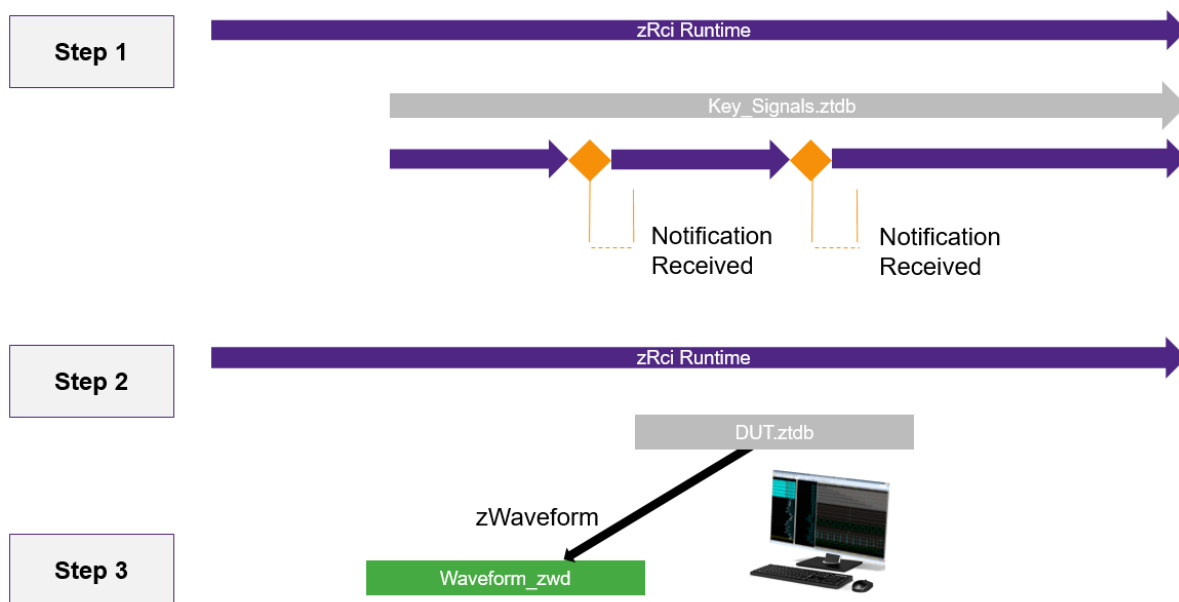 Step 1
zRci Runtime
Key_Signals.ztdb
Notification
Received
Notification
Received
Step 2
zRci Runtime
DUT.ztdb
zWaveform
Step 3
Waveform_zwd